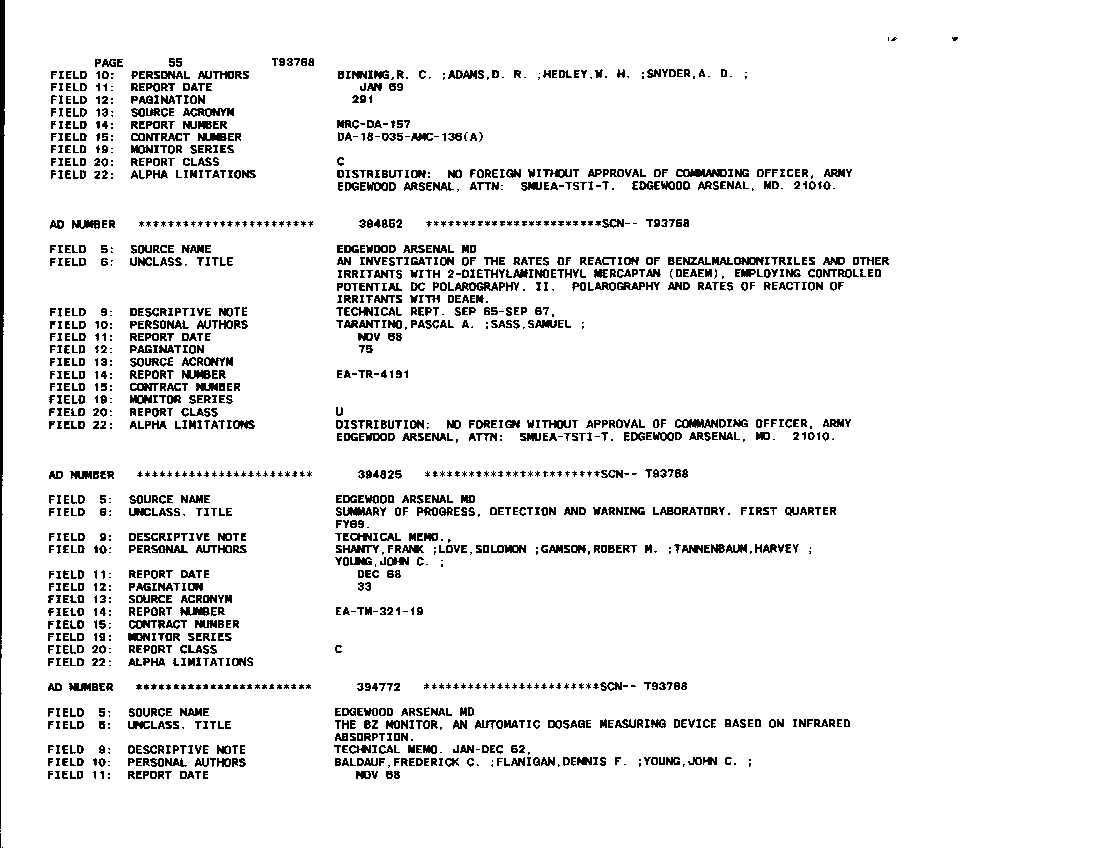 PAGE 55 T93768
FIELD 10: PERSONAL AUTHORS BINNING,R. C. ;ADAMS,D. R. ;HEDLEY,W. H. ;SNYDER,A. D. ;
FIELD 11: REPORT DATE JAN 69
FIELD 12: PAGINATION 291
FIELD 13: SOURCE ACRONYM
FIELD 14: REPORT NUMBER MRC-DA-157
FIELD 15: CONTRACT NUMBER DA-18-035-AMC-136(A)
FIELD 19: MONITOR SERIES
FIELD 20: REPORT CLASS C
FIELD 22: ALPHA LIMITATIONS DISTRIBUTION: NO FOREIGN WITHOUT APPROVAL OF COMMANDING OFFICER, ARMY
EDGEWOOD ARSENAL, ATTN: SMUEA-TSTI-T. EDGEWOOD ARSENAL, MD. 21010.
AD NUMBER ************************ 394852 ************************SCN-- T93768
FIELD 5: SOURCE NAME EDGEWOOD ARSENAL MD
FIELD 6: UNCLASS. TITLE AN INVESTIGATION OF THE RATES OF REACTION OF BENZALMALONONITRILES AND OTHER
IRRITANTS WITH 2-DIETHYLAMINOETHYL MERCAPTAN (DEAEM), EMPLOYING CONTROLLED
POTENTIAL DC POLAROGRAPHY. II. POLAROGRAPHY AND RATES OF REACTION OF
IRRITANTS WITH DEAEM.
FIELD 9: DESCRIPTIVE NOTE TECHNICAL REPT. SEP 65-SEP 67,
FIELD 10: PERSONAL AUTHORS TARANTINO,PASCAL A. ;SASS,SAMUEL ;
FIELD 11: REPORT DATE NOV 68
FIELD 12: PAGINATION 75
FIELD 13: SOURCE ACRONYM
FIELD 14: REPORT NUMBER EA-TR-4191
FIELD 15: CONTRACT NUMBER
FIELD 19: MONITOR SERIES
FIELD 20: REPORT CLASS U
FIELD 22: ALPHA LIMITATIONS DISTRIBUTION: NO FOREIGN WITHOUT APPROVAL OF COMMANDING OFFICER, ARMY
EDGEWOOD ARSENAL, ATTN: SMUEA-TSTI-T. EDGEWOOD ARSENAL, MD. 21010.
AD NUMBER ************************ 394825 ************************SCN-- T93768
FIELD 5: SOURCE NAME EDGEWOOD ARSENAL MD
FIELD 6: UNCLASS. TITLE SUMMARY OF PROGRESS, DETECTION AND WARNING LABORATORY. FIRST QUARTER
FY69.
FIELD 9: DESCRIPTIVE NOTE TECHNICAL MEMO.,
FIELD 10: PERSONAL AUTHORS SHANTY,FRANK ;LOVE,SOLOMON ;GAMSON,ROBERT M. ;TANNENBAUM,HARVEY ;
YOUNG,JOHN C. ;
FIELD 11: REPORT DATE DEC 68
FIELD 12: PAGINATION 33
FIELD 13: SOURCE ACRONYM
FIELD 14: REPORT NUMBER EA-TM-321-19
FIELD 15: CONTRACT NUMBER
FIELD 19: MONITOR SERIES
FIELD 20: REPORT CLASS C
FIELD 22: ALPHA LIMITATIONS
AD NUMBER ************************ 394772 ************************SCN-- T93768
FIELD 5: SOURCE NAME EDGEWOOD ARSENAL MD
FIELD 6: UNCLASS. TITLE THE BZ MONITOR, AN AUTOMATIC DOSAGE MEASURING DEVICE BASED ON INFRARED
ABSORPTION.
FIELD 9: DESCRIPTIVE NOTE TECHNICAL MEMO. JAN-DEC 62,
FIELD 10: PERSONAL AUTHORS BALDAUF,FREDERICK C. ;FLANIGAN,DENNIS F. ;YOUNG,JOHN C. ;
FIELD 11: REPORT DATE NOV 68